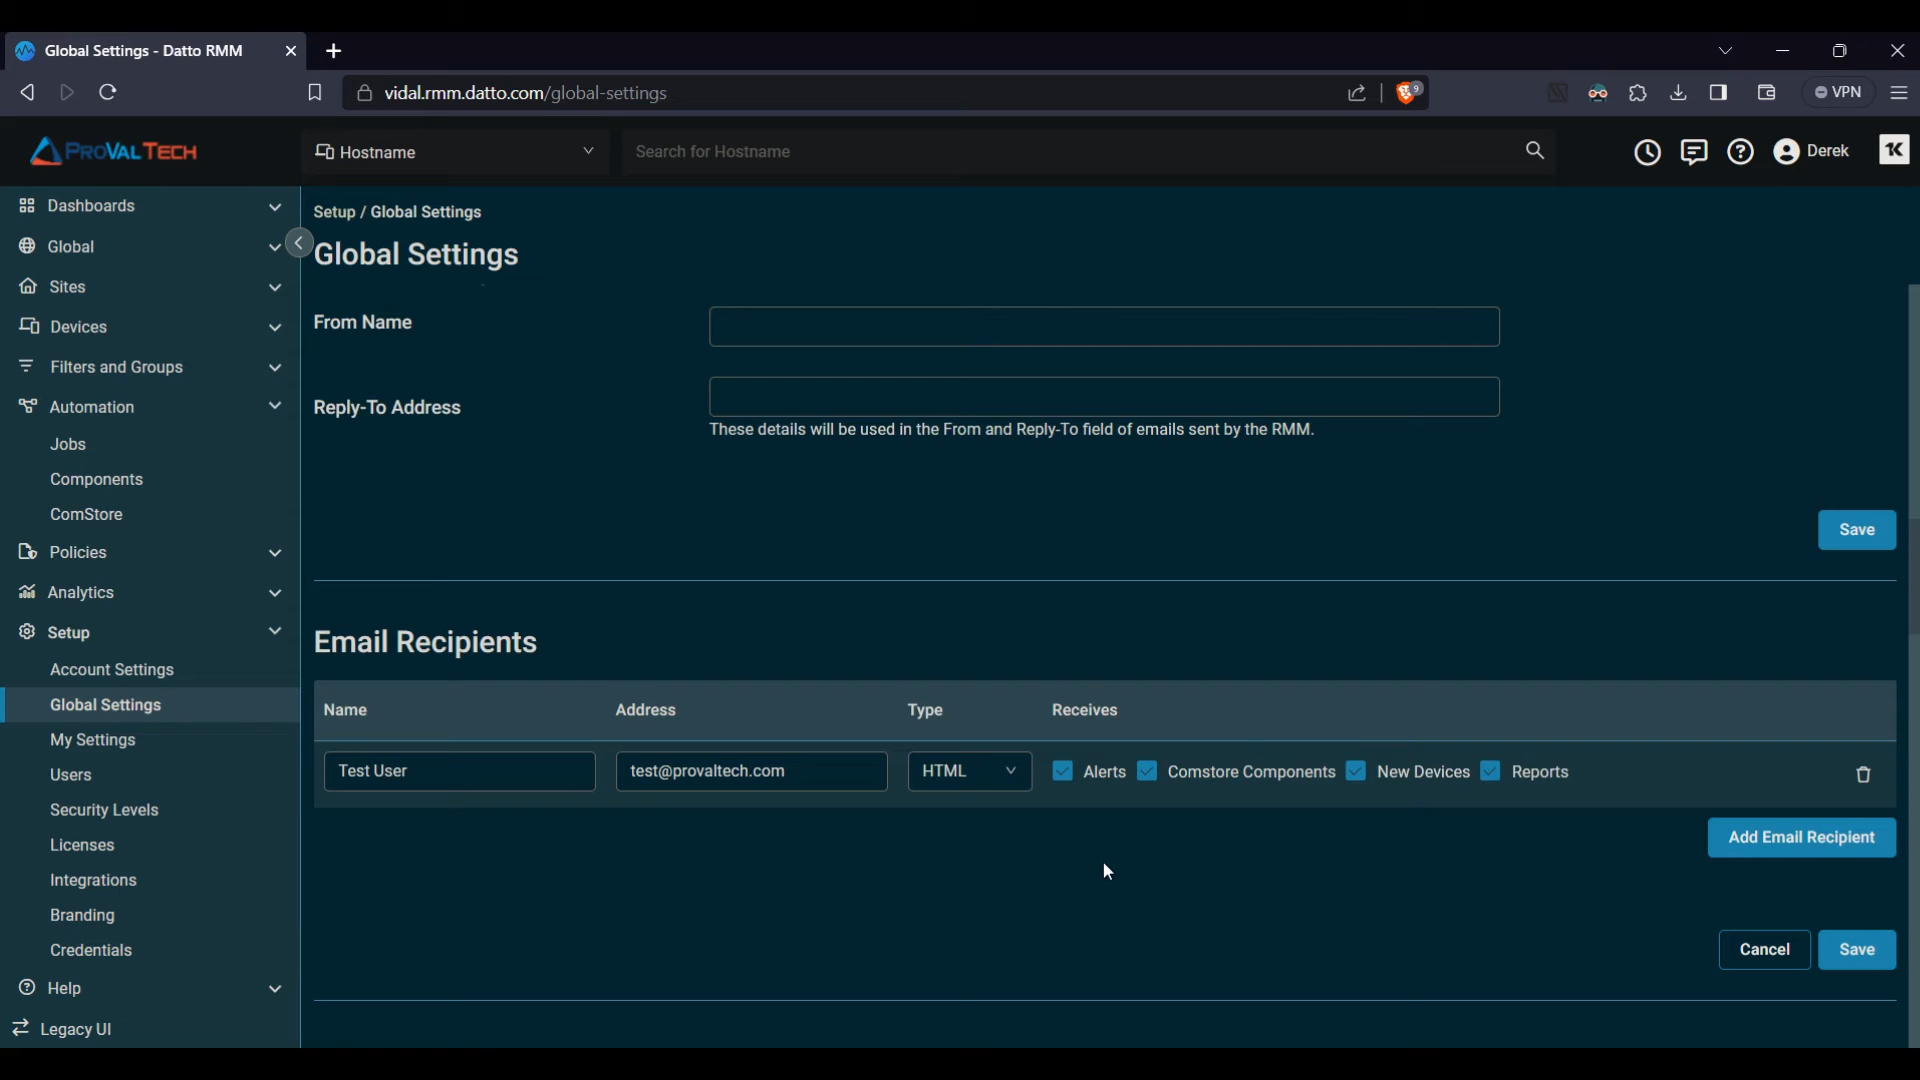 Global Settings - Datto RMM
vidal.rmm.datto.com/global-settings
9
VPN
PROVALTECH
Hostname
Search for Hostname
Derek
K
Dashboards
Global
Sites
Devices
Filters and Groups
Automation
Jobs
Components
ComStore
Policies
Analytics
Setup
Account Settings
Global Settings
My Settings
Users
Security Levels
Licenses
Integrations
Branding
Credentials
Help
Legacy UI
Setup / Global Settings
Global Settings
From Name
Reply-To Address
These details will be used in the From and Reply-To field of emails sent by the RMM.
Save
Email Recipients
Name Address Type Receives
Test User test@provaltech.com HTML Alerts Comstore Components New Devices Reports
Add Email Recipient
Cancel Save